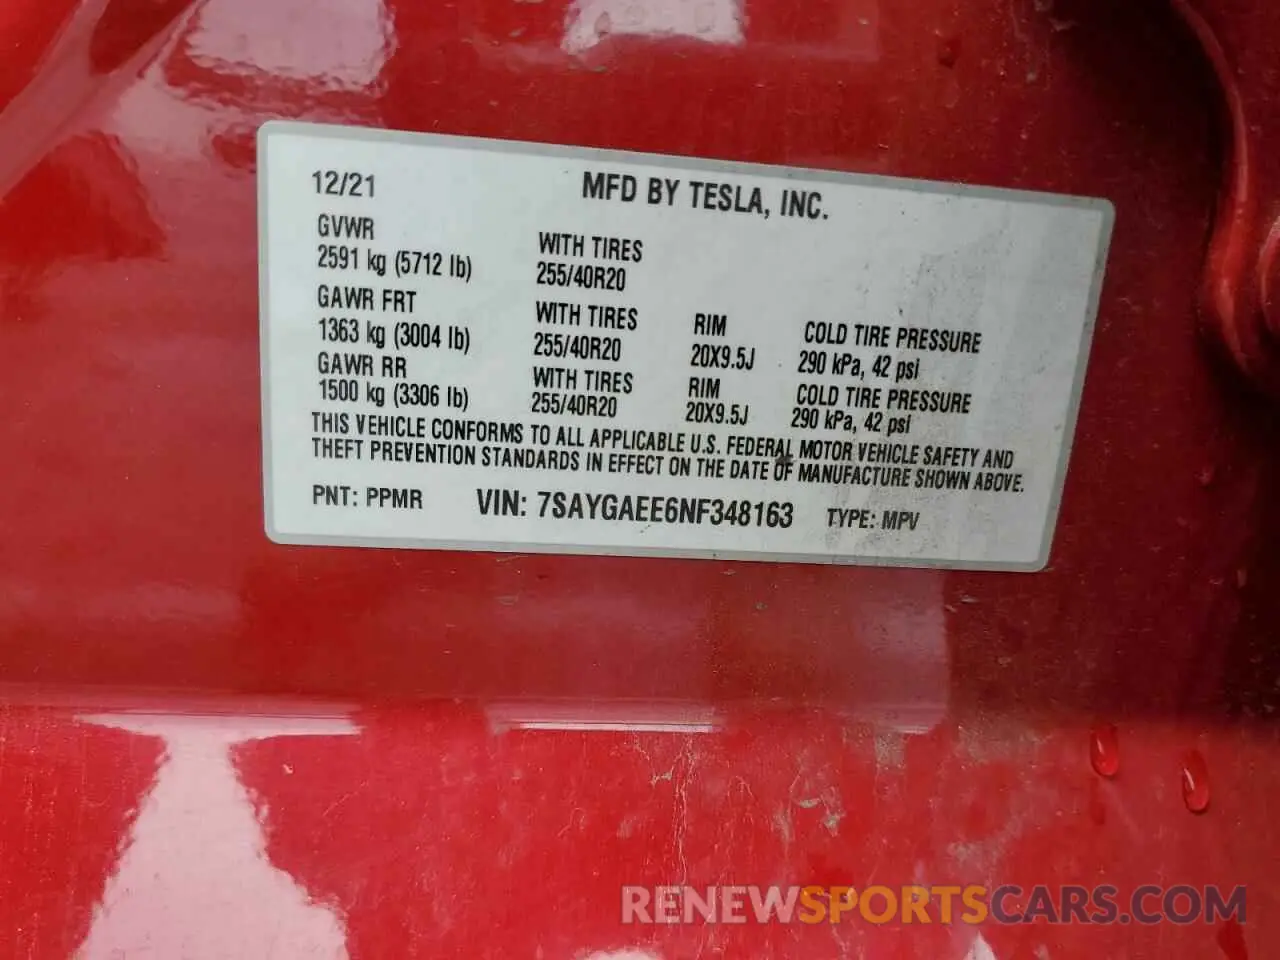 12/21 MFD BY TESLA, INC.
GVWR
2591 kg (5712 lb) WITH TIRES
255/40R20
GAWR FRT
1363 kg (3004 lb) WITH TIRES RIM COLD TIRE PRESSURE
255/40R20 20X9.5J 290 kPa, 42 psi
GAWR RR
1500 kg (3306 lb) WITH TIRES RIM COLD TIRE PRESSURE
255/40R20 20X9.5J 290 kPa, 42 psi
THIS VEHICLE CONFORMS TO ALL APPLICABLE U.S. FEDERAL MOTOR VEHICLE SAFETY AND
THEFT PREVENTION STANDARDS IN EFFECT ON THE DATE OF MANUFACTURE SHOWN ABOVE.
PNT: PPMR VIN: 7SAYGAEE6NF348163 TYPE: MPV
RENEWSPORTSCARS.COM